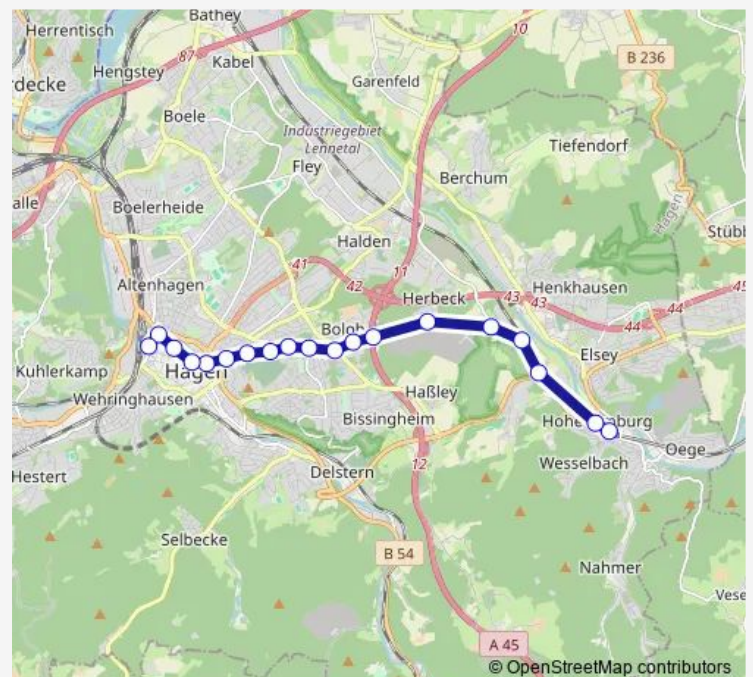 Bathey
Herrentisch
10
87
Kabel
B 236
Hengstey
rdecke
Garenfeld
Boele
Industriegebiet
Lennetal
Tiefendorf
Fley
Berchum
alle
Boelerheide
Hagen
Stübb
Halden
41
11
45
Altenhagen
42
Henkhausen
Herbeck
43
43
44
44
Elsey
Kuhlerkamp
Hagen
Wehringhausen
Haßley
Bissingheim
Oege
Wesselbach
12
Hestert
Delstern
Selbecke
B 54
Nahmer
Vese
A 45
© OpenStreetMap contributors